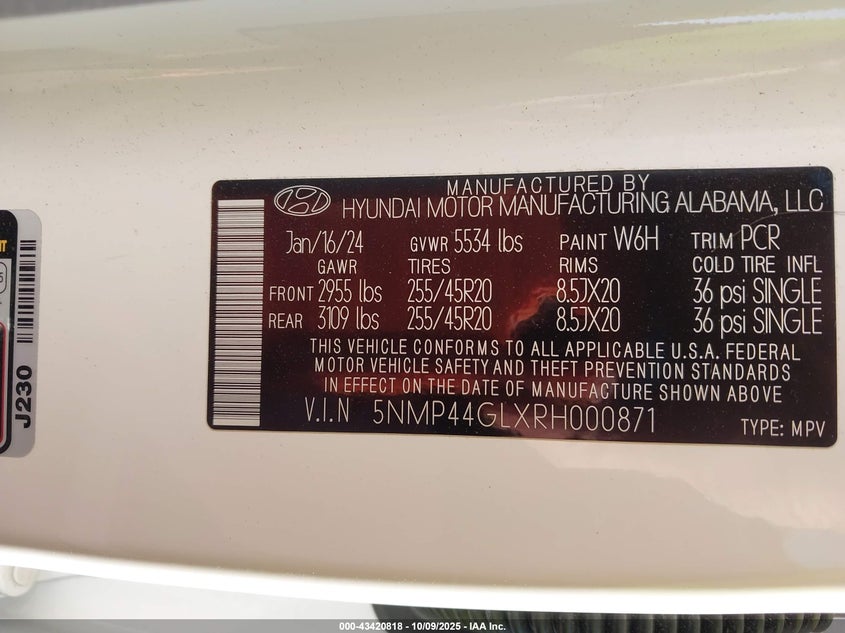 MANUFACTURED BY
HYUNDAI MOTOR MANUFACTURING ALABAMA, LLC
Jan/16/24 GVWR 5534 lbs PAINT W6H TRIM PCR
GAWR TIRES RIMS COLD TIRE INFL
FRONT 2955 lbs 255/45R20 8.5JX20 36 psi SINGLE
REAR 3109 lbs 255/45R20 8.5JX20 36 psi SINGLE
THIS VEHICLE CONFORMS TO ALL APPLICABLE U.S.A. FEDERAL
MOTOR VEHICLE SAFETY AND THEFT PREVENTION STANDARDS
IN EFFECT ON THE DATE OF MANUFACTURE SHOWN ABOVE
V.I.N 5NMP44GLXRH000871
TYPE: MPV
J230
000-43420818 - 10/09/2025 - IAA Inc.